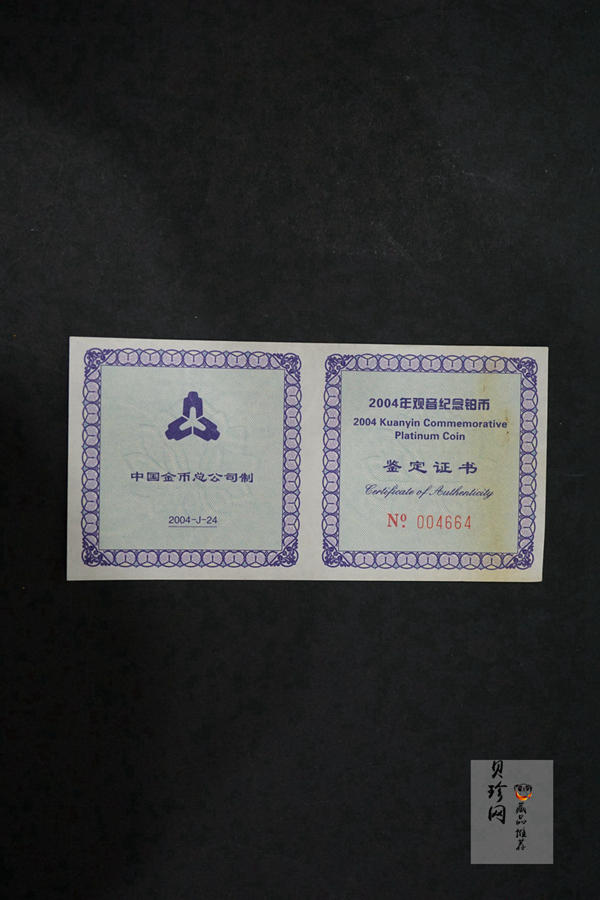 中国金币总公司制
2004-J-24
2004年观音纪念铂币
2004 Kuanyin Commemorative
Platinum Coin
鉴定证书
Certificate of Authenticity
Nº 004664
贝珍网
藏品推荐